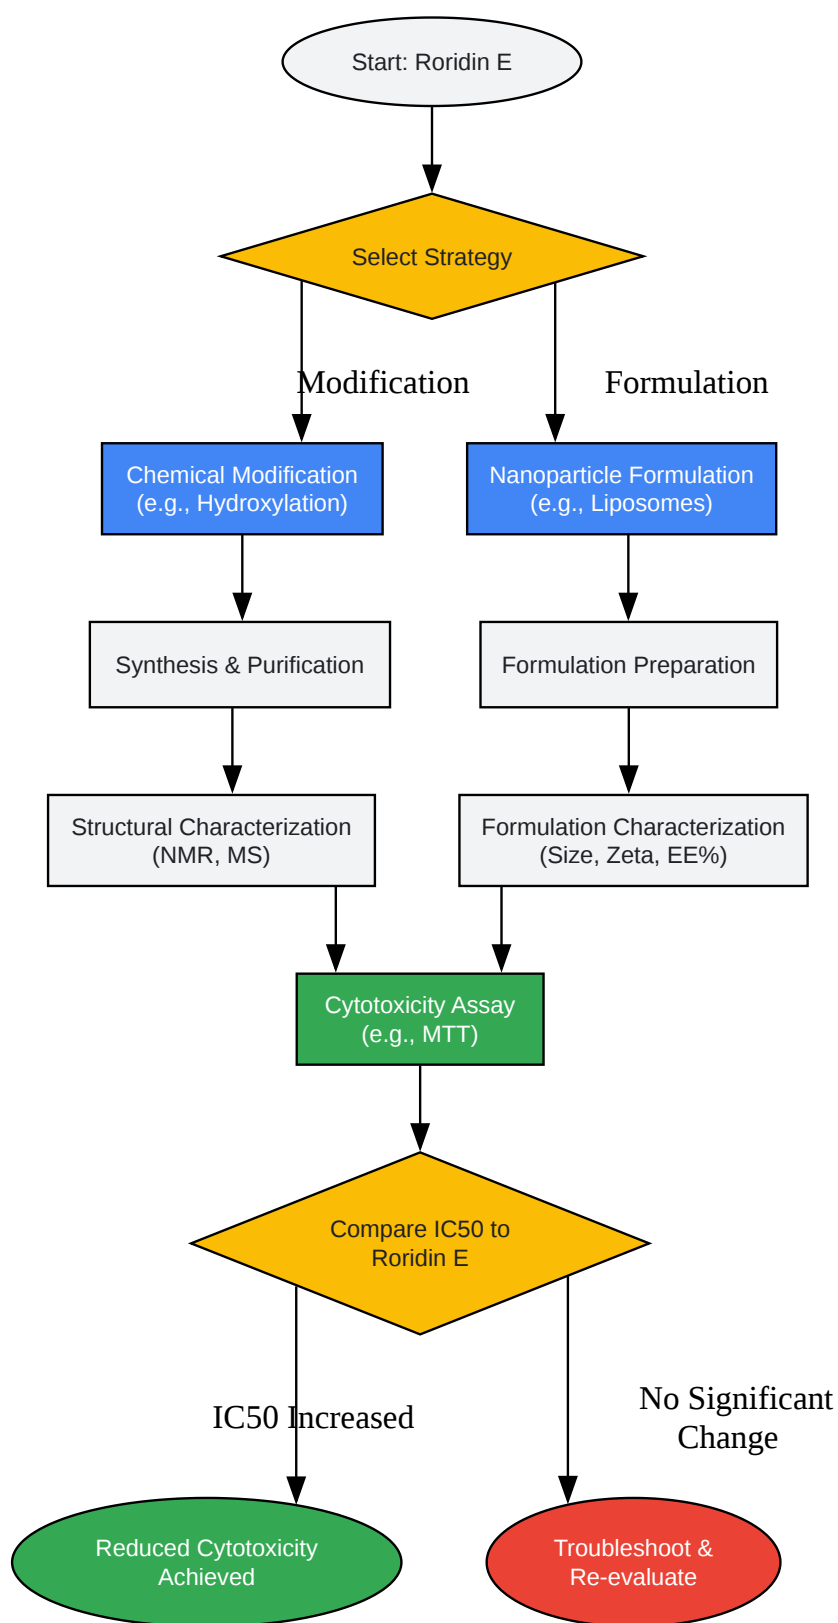 Start: Roridin E
Select Strategy
Modification
Formulation
Chemical Modification
(e.g., Hydroxylation)
Nanoparticle Formulation
(e.g., Liposomes)
Synthesis & Purification
Formulation Preparation
Structural Characterization
(NMR, MS)
Formulation Characterization
(Size, Zeta, EE%)
Cytotoxicity Assay
(e.g., MTT)
Compare IC50 to
Roridin E
IC50 Increased
No Significant
Change
Reduced Cytotoxicity
Achieved
Troubleshoot &
Re-evaluate